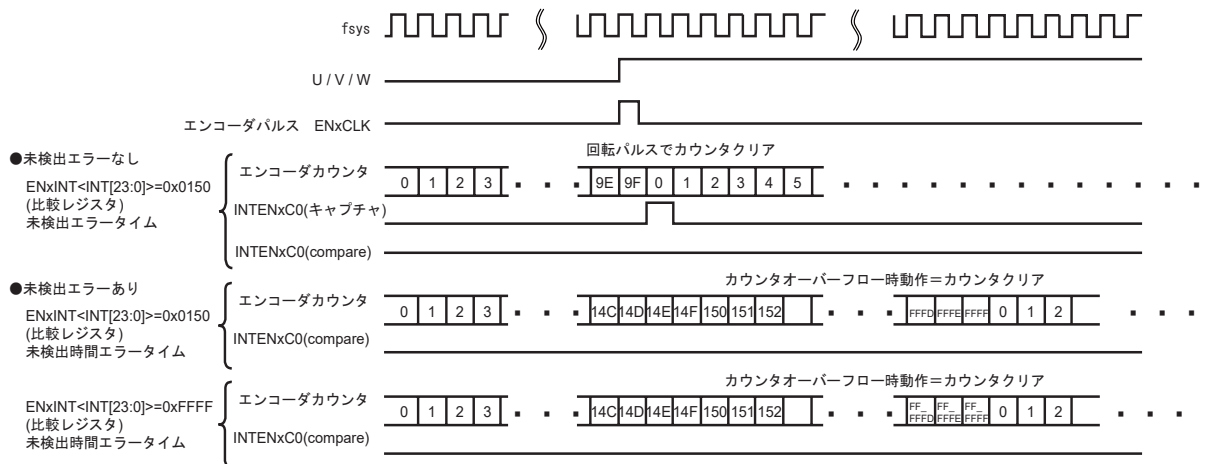 fsys
U / V / W
エンコーダパルス ENxCLK
●未検出エラーなし
ENxINT<INT[23:0]>=0x0150
(比較レジスタ)
未検出エラータイム
回転パルスでカウンタクリア
エンコーダカウンタ
0 1 2 3 ・ ・ ・ 9E 9F 0 1 2 3 4 5 ・ ・ ・ ・ ・ ・ ・ ・ ・ ・ ・ ・ ・ ・
INTENxC0(キャプチャ)
INTENxC0(compare)
●未検出エラーあり
ENxINT<INT[23:0]>=0x0150
(比較レジスタ)
未検出時間エラータイム
カウンタオーバーフロー時動作＝カウンタクリア
エンコーダカウンタ
0 1 2 3 ・ ・ ・ 14C 14D 14E 14F 150 151 152 ・ ・ ・ FFFD FFFE FFFF 0 1 2 ・ ・ ・
INTENxC0(compare)
ENxINT<INT[23:0]>=0xFFFF
(比較レジスタ)
未検出時間エラータイム
カウンタオーバーフロー時動作＝カウンタクリア
エンコーダカウンタ
0 1 2 3 ・ ・ ・ 14C 14D 14E 14F 150 151 152 ・ ・ ・ FF_FFFD FF_FFFE FF_FFFF 0 1 2 ・ ・ ・
INTENxC0(compare)